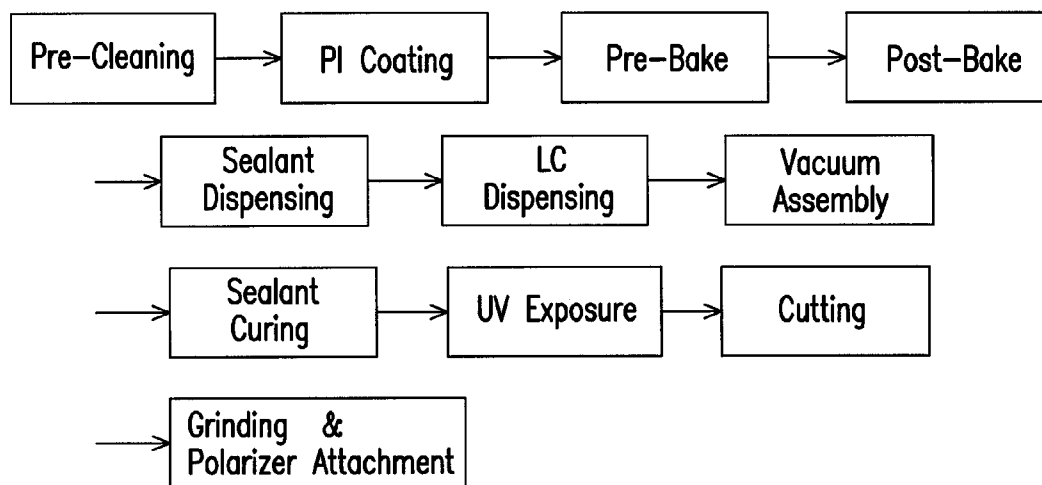 Pre-Cleaning
PI Coating
Pre-Bake
Post-Bake
Sealant
Dispensing
LC
Dispensing
Vacuum
Assembly
Sealant
Curing
UV Exposure
Cutting
Grinding &
Polarizer Attachment